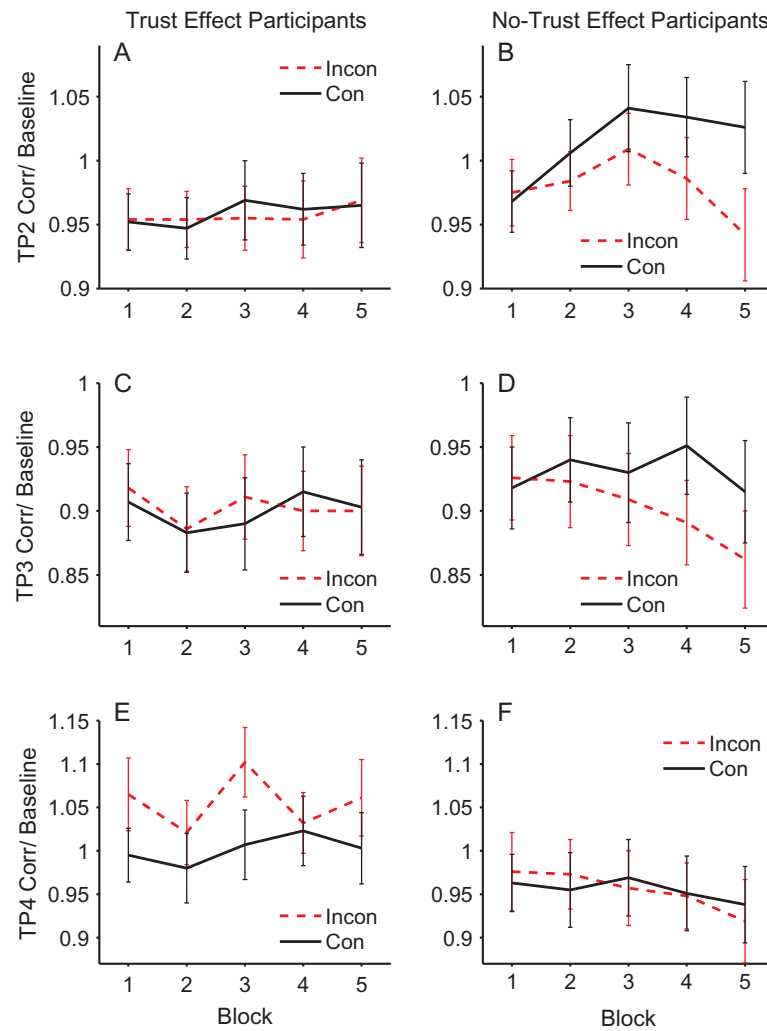 Trust Effect Participants
No-Trust Effect Participants
A
Incon
Con
TP2 Corr/ Baseline
1.05
1
0.95
0.9
1 2 3 4 5
B
Incon
Con
1.05
1
0.95
0.9
1 2 3 4 5
C
Incon
Con
TP3 Corr/ Baseline
1
0.95
0.9
0.85
1 2 3 4 5
D
Incon
Con
1
0.95
0.9
0.85
1 2 3 4 5
E
Incon
Con
TP4 Corr/ Baseline
1.15
1.1
1.05
1
0.95
0.9
1 2 3 4 5
Block
F
Incon
Con
1.15
1.1
1.05
1
0.95
0.9
1 2 3 4 5
Block